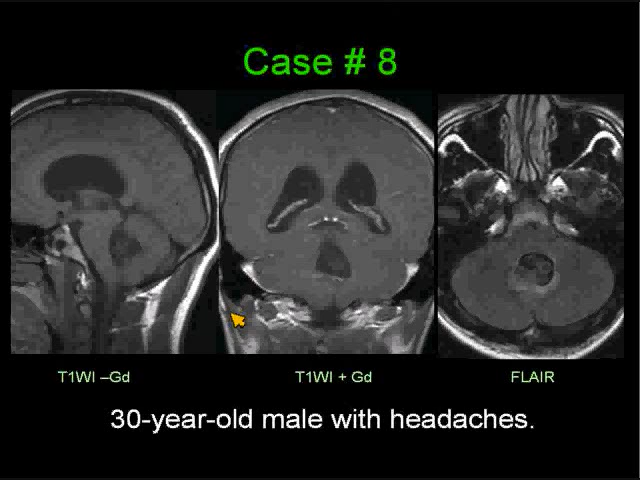 Case # 8
T1WI –Gd
T1WI + Gd
FLAIR
30-year-old male with headaches.